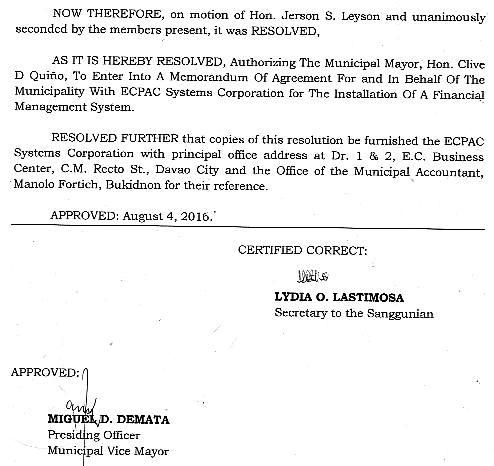 NOW THEREFORE, on motion of Hon. Jerson S. Leyson and unanimously
seconded by the members present, it was RESOLVED,
AS IT IS HEREBY RESOLVED, Authorizing The Municipal Mayor, Hon. Clive
D Quiño, To Enter Into A Memorandum Of Agreement For and In Behalf Of The
Municipality With ECPAC Systems Corporation for The Installation Of A Financial
Management System.
RESOLVED FURTHER that copies of this resolution be furnished the ECPAC
Systems Corporation with principal office address at Dr. 1 & 2, E.C. Business
Center, C.M. Recto St., Davao City and the Office of the Municipal Accountant,
Manolo Fortich, Bukidnon for their reference.
APPROVED: August 4, 2016.
CERTIFIED CORRECT:
LYDIA O. LASTIMOSA
Secretary to the Sanggunian
APPROVED:
MIGUEL D. DEMATA
Presiding Officer
Municipal Vice Mayor